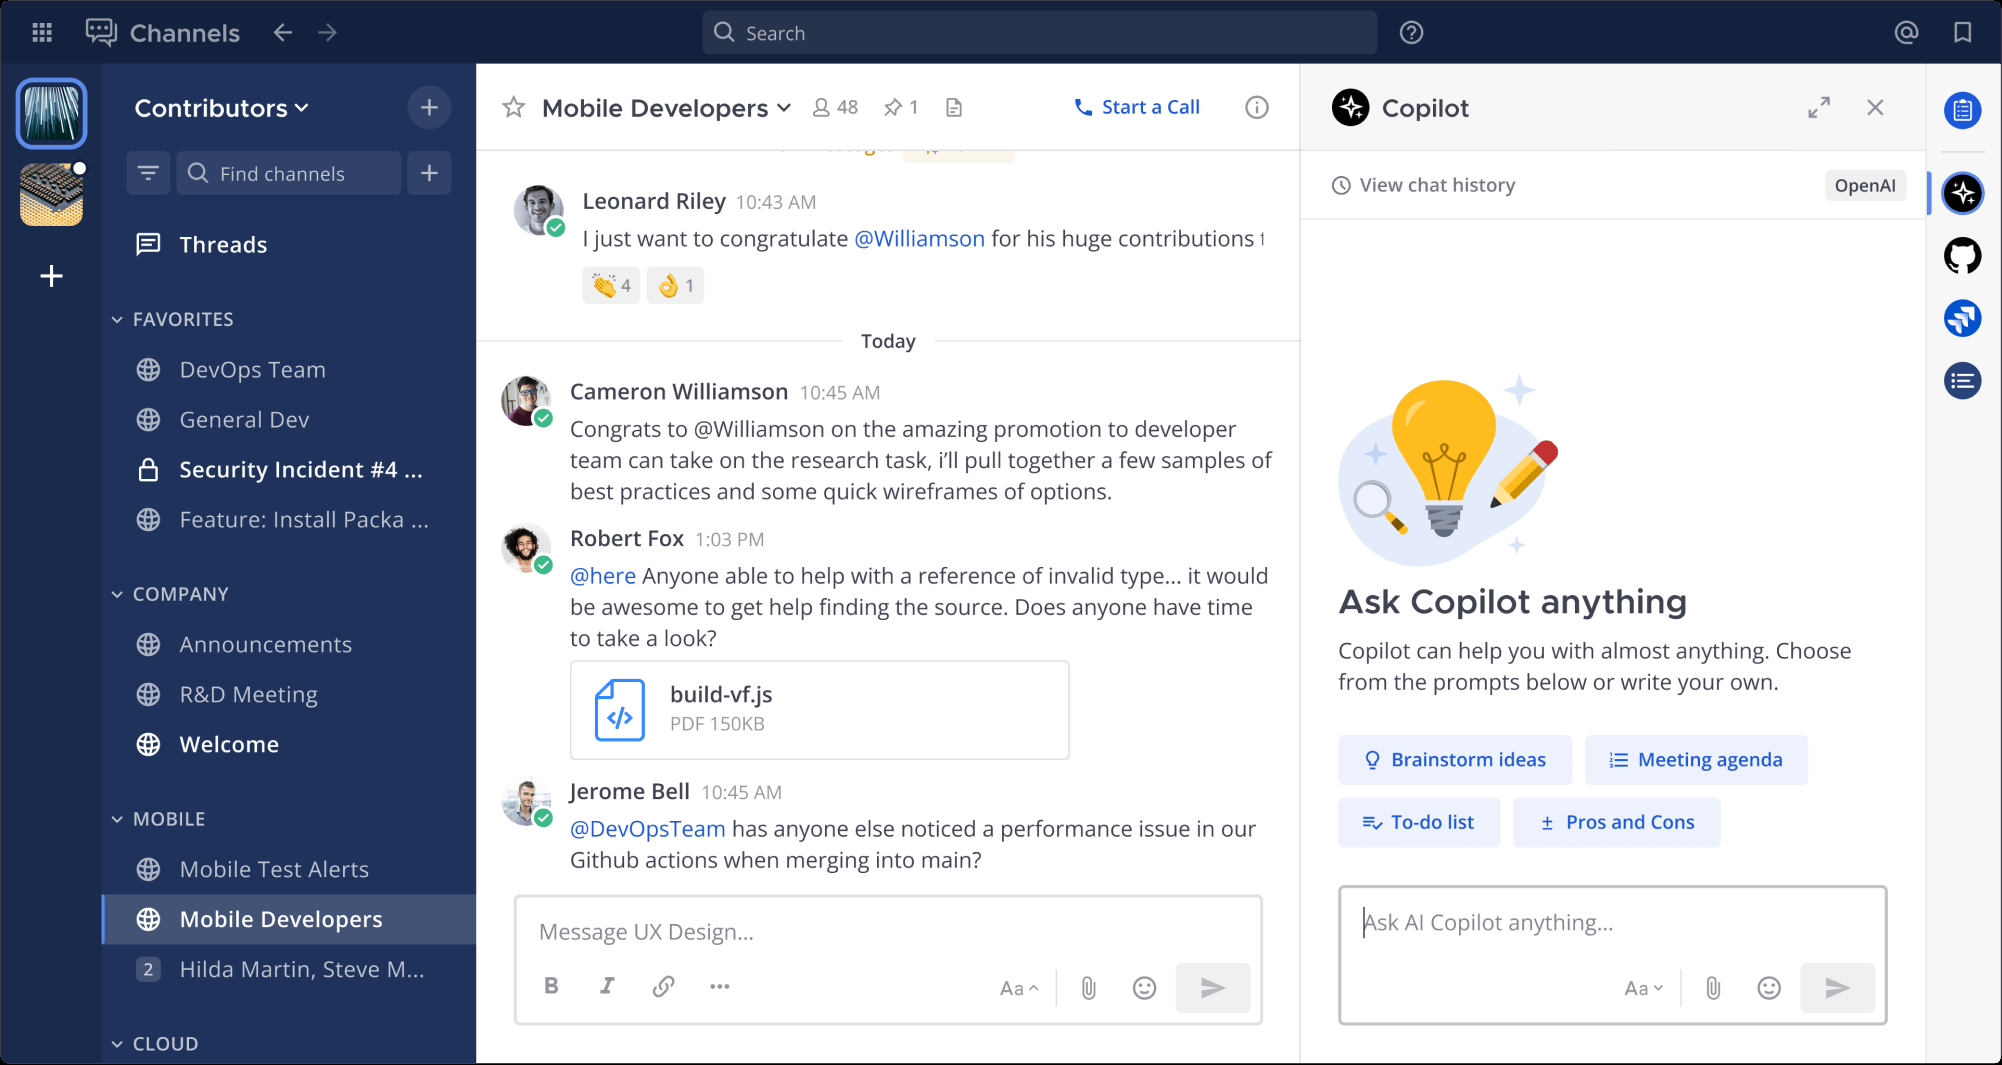 Channels
Search
Contributors
Find channels
Threads
FAVORITES
DevOps Team
General Dev
Security Incident #4 ...
Feature: Install Packa ...
COMPANY
Announcements
R&D Meeting
Welcome
MOBILE
Mobile Test Alerts
Mobile Developers
2 Hilda Martin, Steve M...
CLOUD
Mobile Developers 48 1 Start a Call
Leonard Riley 10:43 AM
I just want to congratulate @Williamson for his huge contributions
4 1
Today
Cameron Williamson 10:45 AM
Congrats to @Williamson on the amazing promotion to developer
team can take on the research task, i’ll pull together a few samples of
best practices and some quick wireframes of options.
Robert Fox 1:03 PM
@here Anyone able to help with a reference of invalid type... it would
be awesome to get help finding the source. Does anyone have time
to take a look?
build-vf.js
PDF 150KB
Jerome Bell 10:45 AM
@DevOpsTeam has anyone else noticed a performance issue in our
Github actions when merging into main?
Message UX Design...
B I Aa
Copilot
View chat history OpenAI
Ask Copilot anything
Copilot can help you with almost anything. Choose
from the prompts below or write your own.
Brainstorm ideas Meeting agenda
To-do list Pros and Cons
Ask AI Copilot anything...
Aa